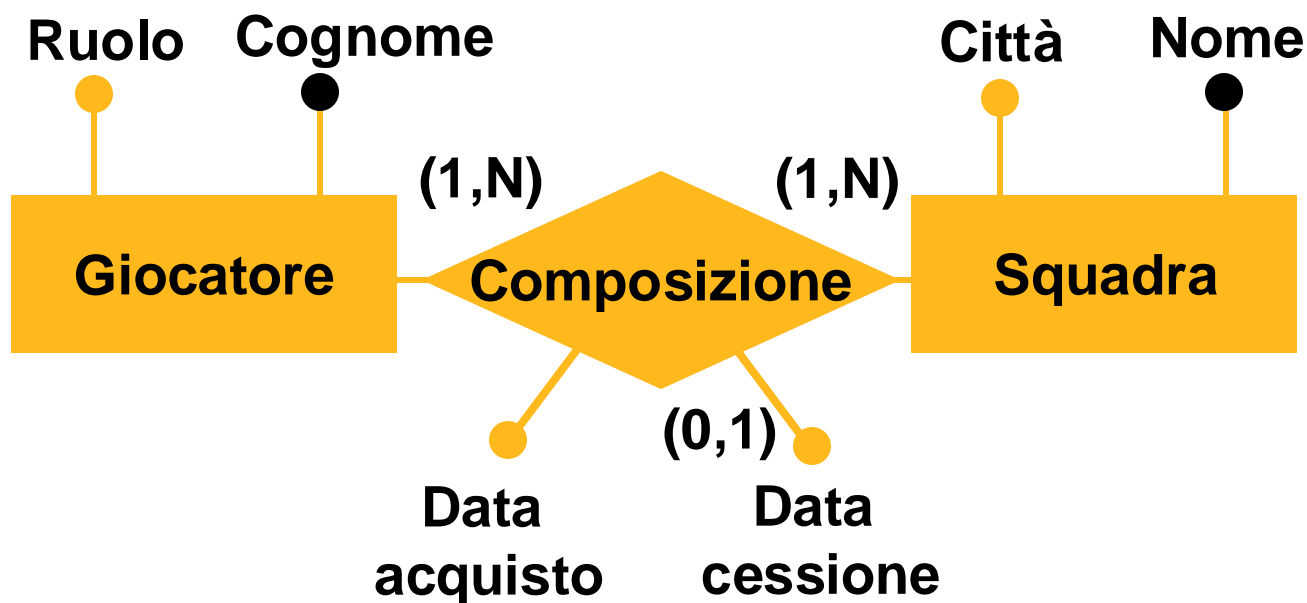 Ruolo
Cognome
Città
Nome
(1,N)
(1,N)
Giocatore
Composizione
Squadra
(0,1)
Data
acquisto
Data
cessione